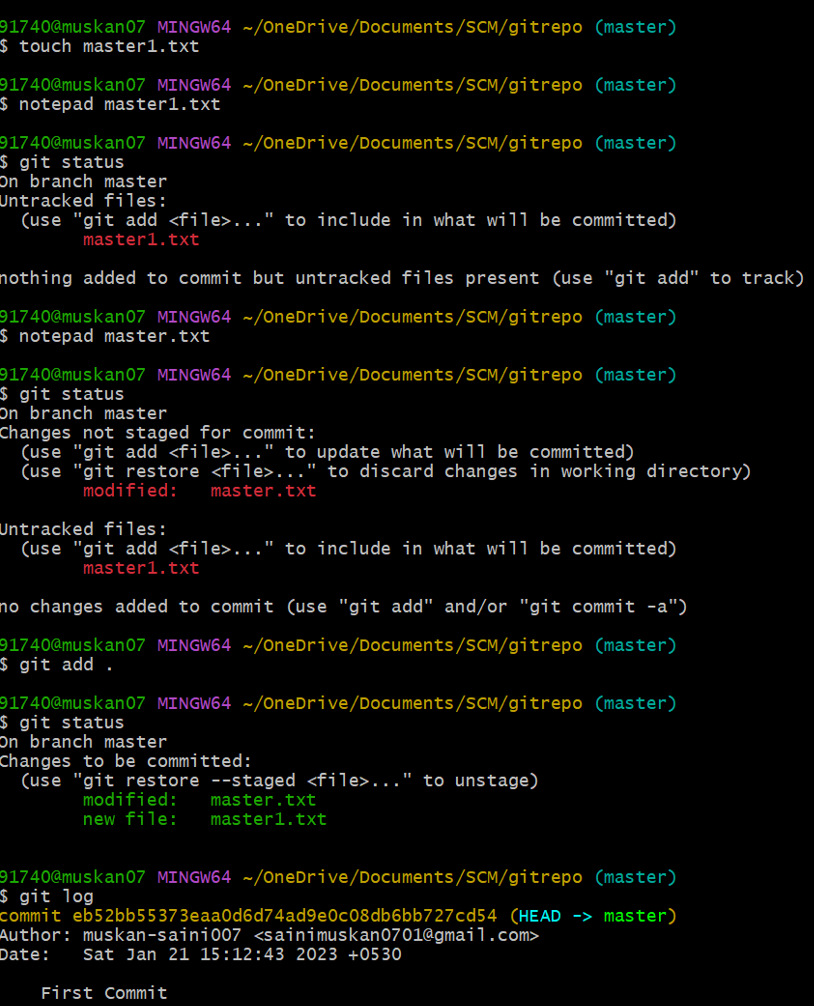 91740@muskan07 MINGW64 ~/OneDrive/Documents/SCM/gitrepo (master)
$ touch master1.txt
91740@muskan07 MINGW64 ~/OneDrive/Documents/SCM/gitrepo (master)
$ notepad master1.txt
91740@muskan07 MINGW64 ~/OneDrive/Documents/SCM/gitrepo (master)
$ git status
On branch master
Untracked files:
(use "git add <file>..." to include in what will be committed)
master1.txt
nothing added to commit but untracked files present (use "git add" to track)
91740@muskan07 MINGW64 ~/OneDrive/Documents/SCM/gitrepo (master)
$ notepad master.txt
91740@muskan07 MINGW64 ~/OneDrive/Documents/SCM/gitrepo (master)
$ git status
On branch master
Changes not staged for commit:
(use "git add <file>..." to update what will be committed)
(use "git restore <file>..." to discard changes in working directory)
modified:   master.txt
Untracked files:
(use "git add <file>..." to include in what will be committed)
master1.txt
no changes added to commit (use "git add" and/or "git commit -a")
91740@muskan07 MINGW64 ~/OneDrive/Documents/SCM/gitrepo (master)
$ git add .
91740@muskan07 MINGW64 ~/OneDrive/Documents/SCM/gitrepo (master)
$ git status
On branch master
Changes to be committed:
(use "git restore --staged <file>..." to unstage)
modified:   master.txt
new file:   master1.txt
91740@muskan07 MINGW64 ~/OneDrive/Documents/SCM/gitrepo (master)
$ git log
commit eb52bb55373eaa0d6d74ad9e0c08db6bb727cd54 (HEAD -> master)
Author: muskan-saini007 <sainimuskan0701@gmail.com>
Date:   Sat Jan 21 15:12:43 2023 +0530
First Commit